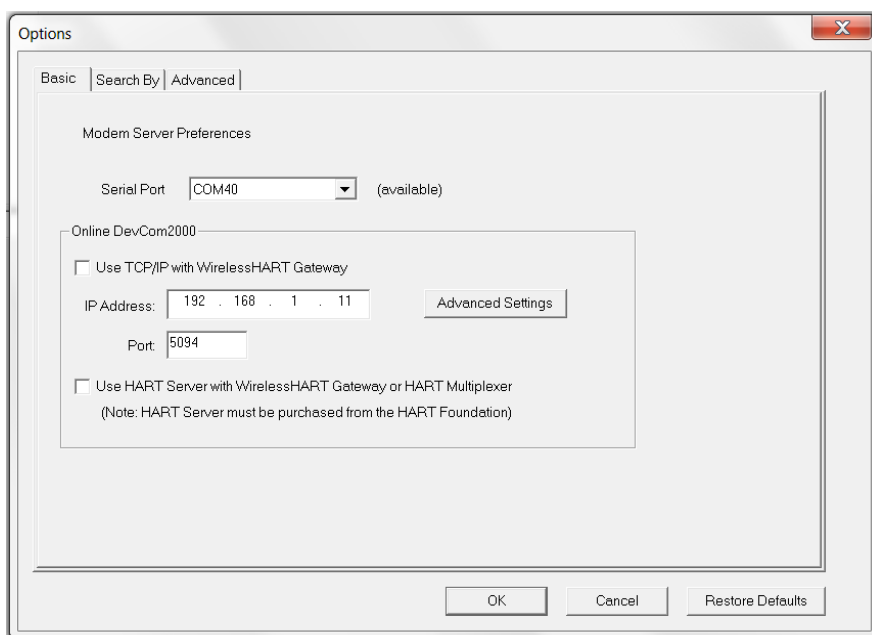 Options
X
Basic Search By Advanced
Modem Server Preferences
Serial Port COM40 (available)
Online DevCom2000
Use TCP/IP with WirelessHART Gateway
IP Address: 192 . 168 . 1 . 11 Advanced Settings
Port: 5094
Use HART Server with WirelessHART Gateway or HART Multiplexer
(Note: HART Server must be purchased from the HART Foundation)
OK Cancel Restore Defaults